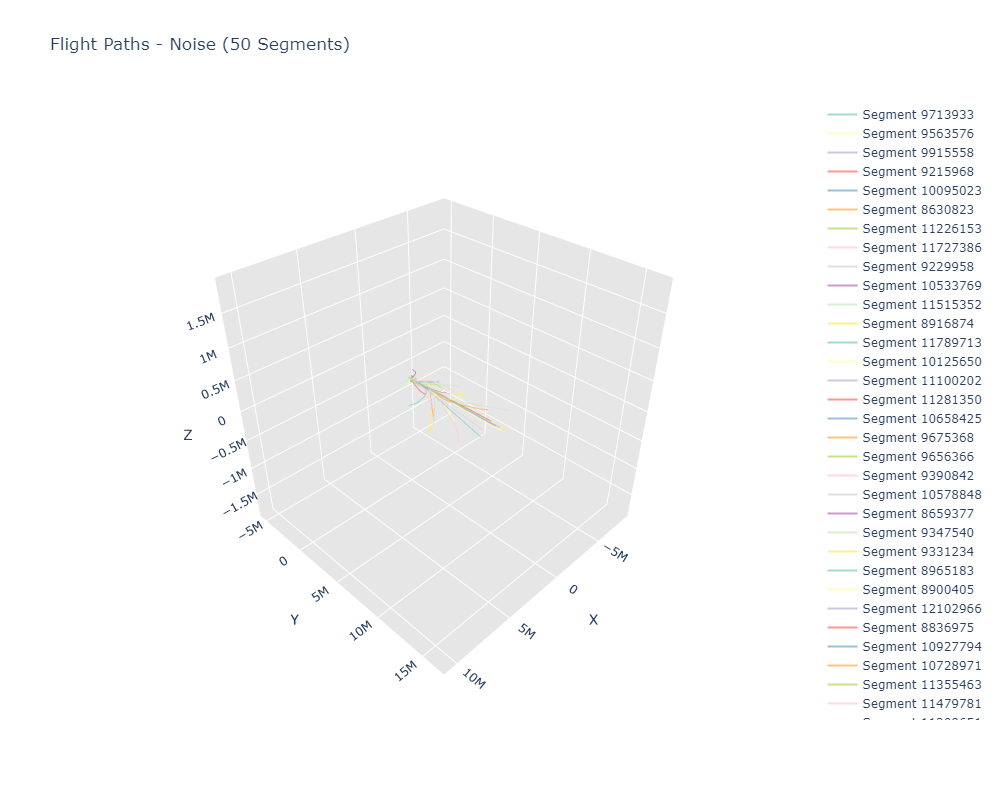 Flight Paths - Noise (50 Segments)
Segment 9713933
Segment 9563576
Segment 9915558
Segment 9215968
Segment 10095023
Segment 8630823
Segment 11226153
Segment 11727386
Segment 9229958
Segment 10533769
Segment 11515352
Segment 8916874
Segment 11789713
Segment 10125650
Segment 11100202
Segment 11281350
Segment 10658425
Segment 9675368
Segment 9656366
Segment 9390842
Segment 10578848
Segment 8659377
Segment 9347540
Segment 9331234
Segment 8965183
Segment 8900405
Segment 12102966
Segment 8836975
Segment 10927794
Segment 10728971
Segment 11355463
Segment 11479781
1.5M
1M
0.5M
0
−0.5M
−1M
−1.5M
Z
−5M
0
5M
10M
15M
Y
−5M
0
5M
10M
X